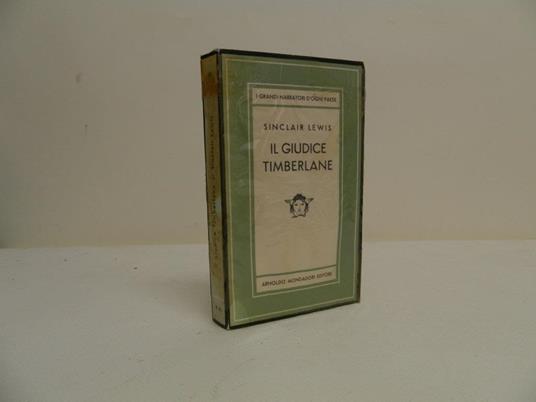 I GRANDI NARRATORI D'OGNI PAESE
SINCLAIR LEWIS
IL GIUDICE
TIMBERLANE
ARNOLDO MONDADORI EDITORE